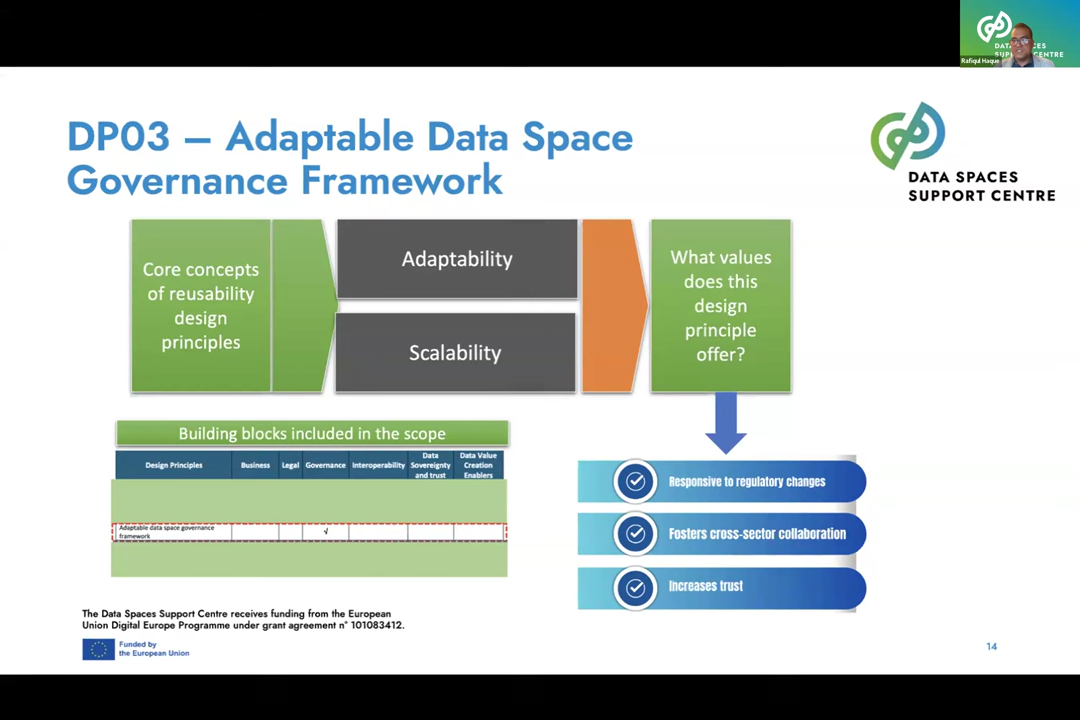 DATA SPACES
SUPPORT CENTRE
Rafiqul Haque
DP03 – Adaptable Data Space
Governance Framework
DATA SPACES
SUPPORT CENTRE
Core concepts
of reusability
design
principles
Adaptability
Scalability
What values
does this
design
principle
offer?
Building blocks included in the scope
Design Principles
Business
Legal
Governance
Interoperability
Data
Sovereignty
and trust
Data Value
Creation
Enablers
Adaptable data space governance
framework
√
Responsive to regulatory changes
Fosters cross-sector collaboration
Increases trust
The Data Spaces Support Centre receives funding from the European
Union Digital Europe Programme under grant agreement n° 101083412.
Funded by
the European Union
14